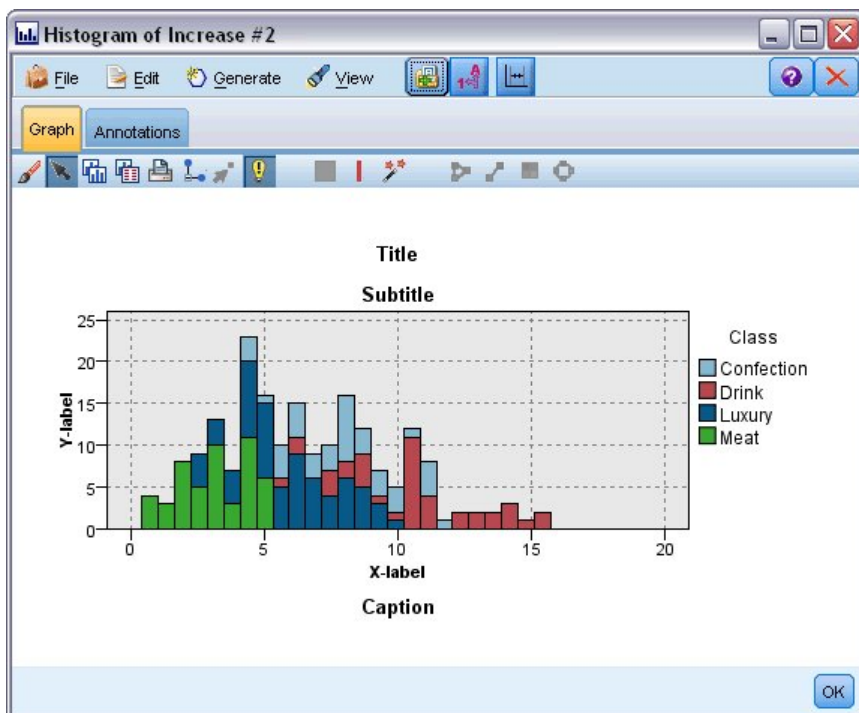 Histogram of Increase #2
File Edit Generate View
Graph Annotations
Title
Subtitle
25
20
15
10
5
0
Y-label
0 5 10 15 20
X-label
Caption
Class
Confection
Drink
Luxury
Meat
OK